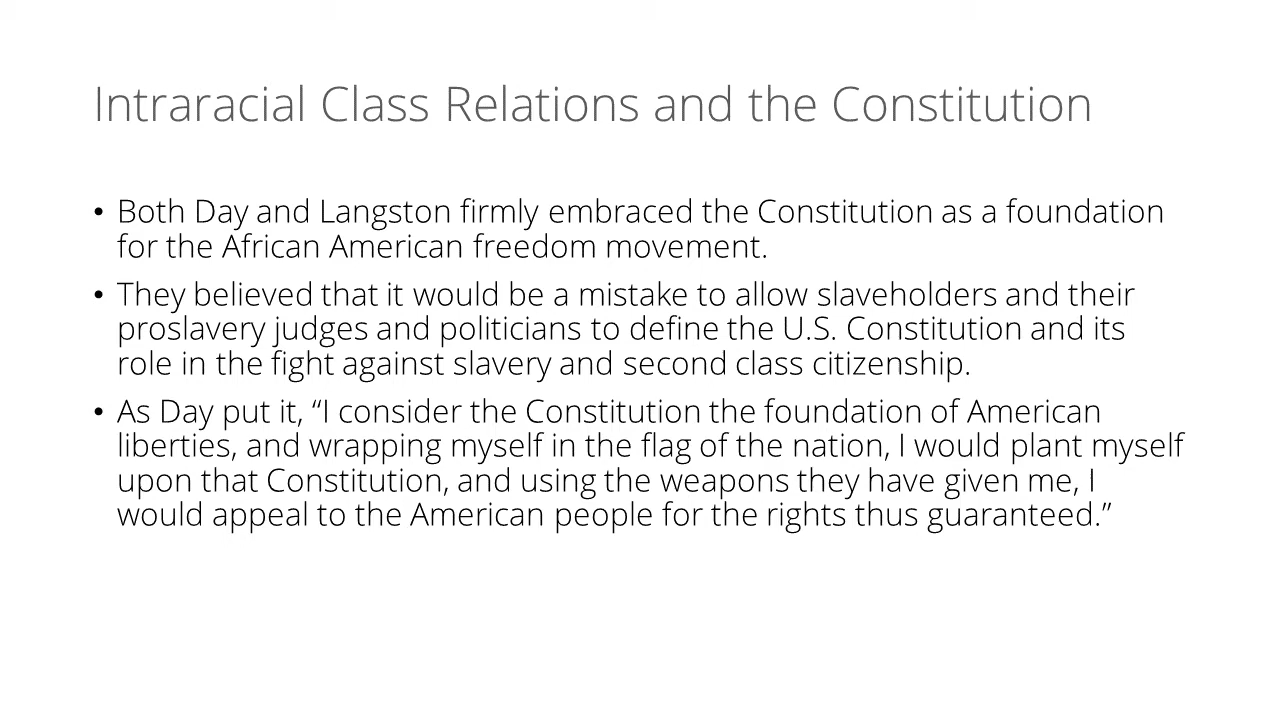 Intraracial Class Relations and the Constitution
• Both Day and Langston firmly embraced the Constitution as a foundation
for the African American freedom movement.
• They believed that it would be a mistake to allow slaveholders and their
proslavery judges and politicians to define the U.S. Constitution and its
role in the fight against slavery and second class citizenship.
• As Day put it, “I consider the Constitution the foundation of American
liberties, and wrapping myself in the flag of the nation, I would plant myself
upon that Constitution, and using the weapons they have given me, I
would appeal to the American people for the rights thus guaranteed.”